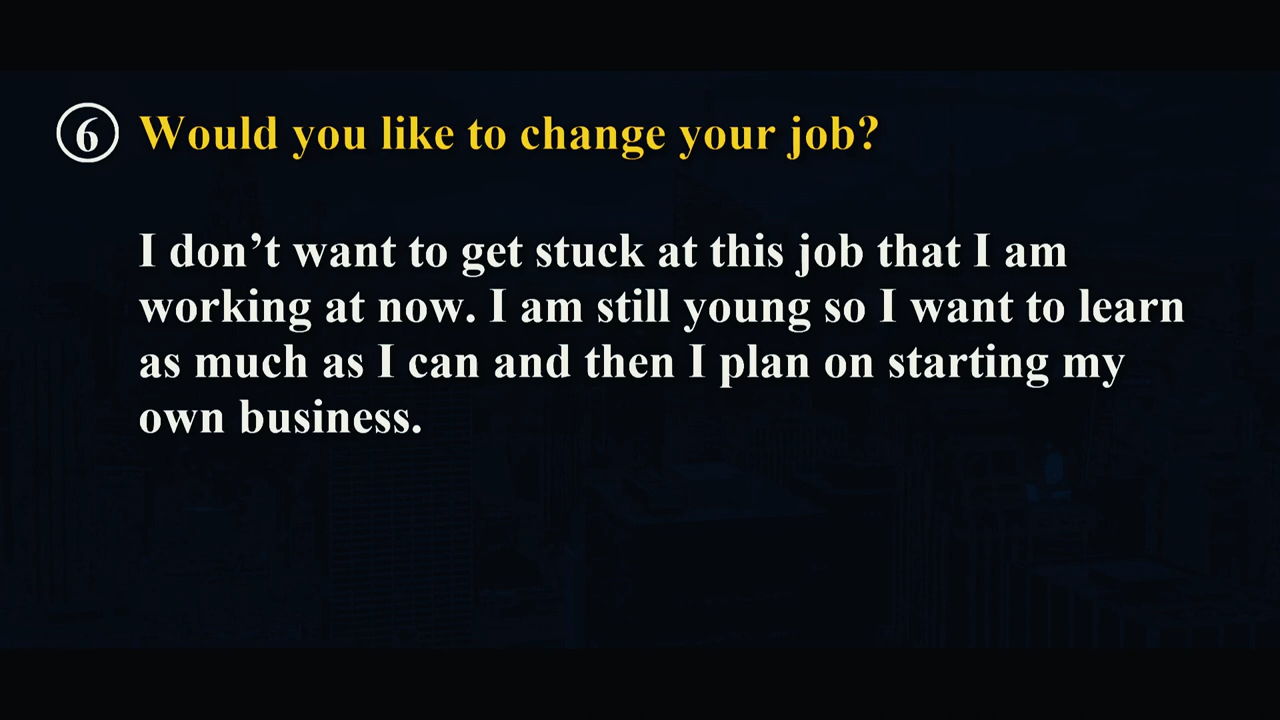 6 Would you like to change your job?
I don’t want to get stuck at this job that I am
working at now. I am still young so I want to learn
as much as I can and then I plan on starting my
own business.